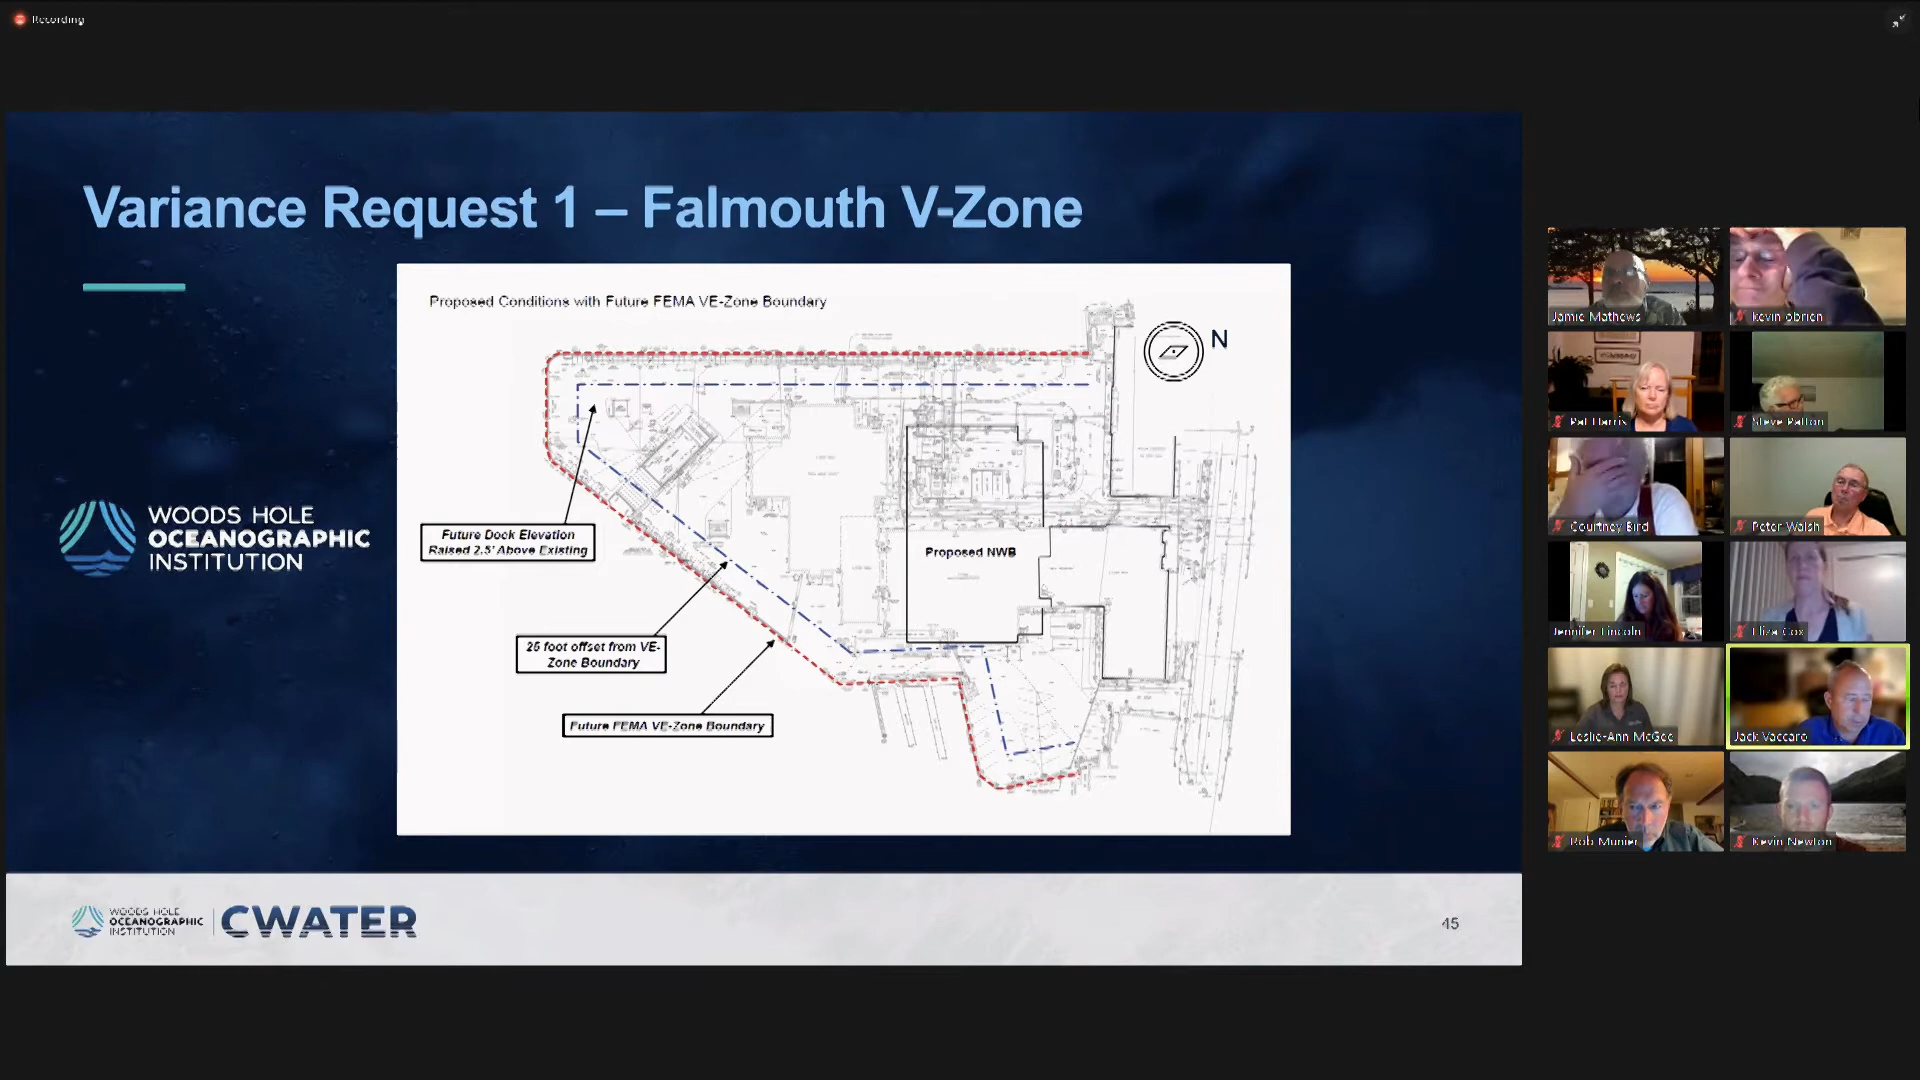 Recording
Variance Request 1 – Falmouth V-Zone
Proposed Conditions with Future FEMA VE-Zone Boundary
N
Future Dock Elevation
Raised 2.5' Above Existing
Proposed NWB
25 foot offset from VE-
Zone Boundary
Future FEMA VE-Zone Boundary
WOODS HOLE
OCEANOGRAPHIC
INSTITUTION
WOODS HOLE
OCEANOGRAPHIC
INSTITUTION
CWATER
45
Jamie Mathews
kevin obrien
Pat Harris
Steve Patton
Courtney Bird
Peter Walsh
Jennifer Lincoln
Eliza Cox
Leslie-Ann McGee
Jack Vaccaro
Rob Munier
Kevin Newton